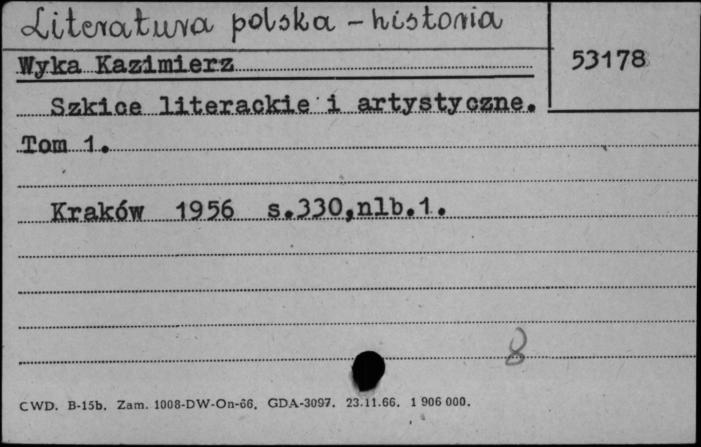 Literatura polska - historia
53178
Wyka Kazimierz
Szkice literackie i artystyczne.
Tom 1.
Kraków 1956 s.330,nlb.1.
8
CWD. B-15b. Zam. 1008-DW-On-66. GDA-3097. 23.11.66. 1 906 000.